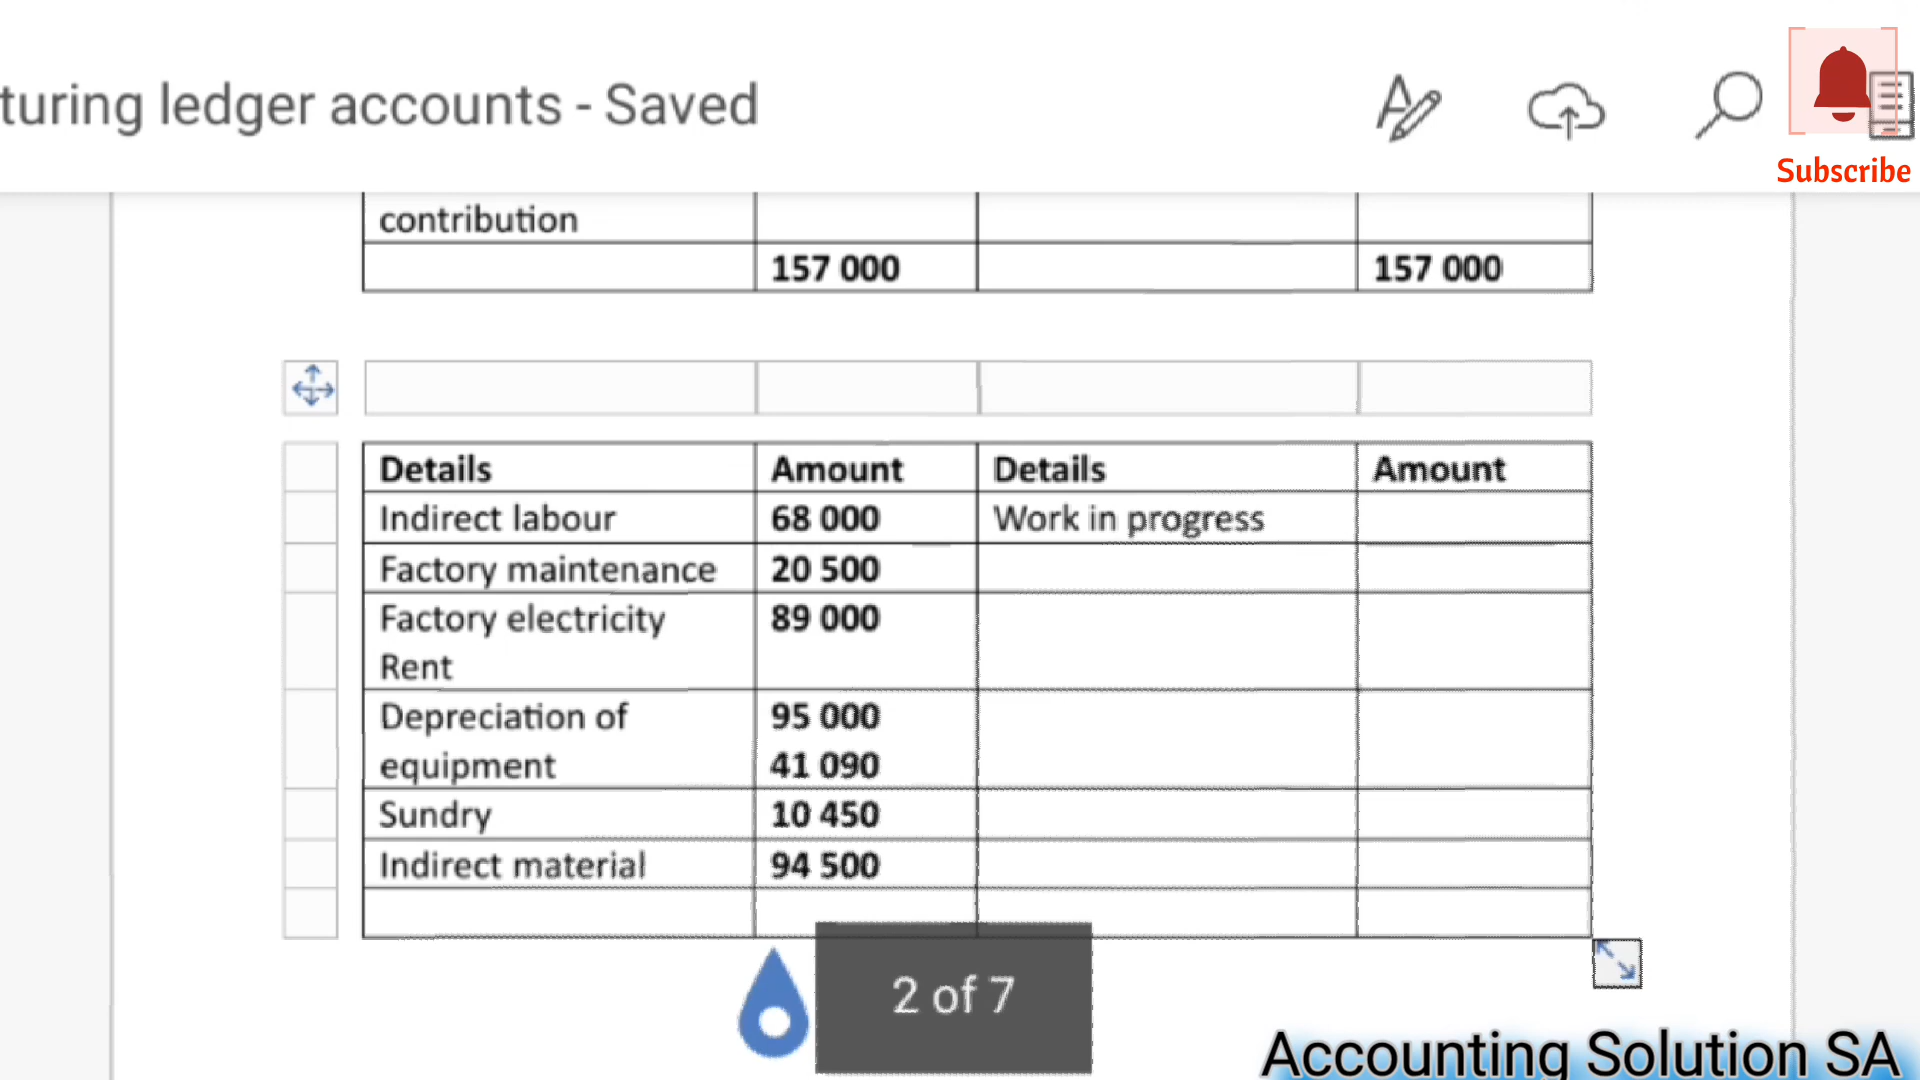 turing ledger accounts - Saved
Subscribe
contribution
157 000 157 000
Details Amount Details Amount
Indirect labour 68 000 Work in progress
Factory maintenance 20 500
Factory electricity 89 000
Rent
Depreciation of 95 000
equipment 41 090
Sundry 10 450
Indirect material 94 500
2 of 7
Accounting Solution SA